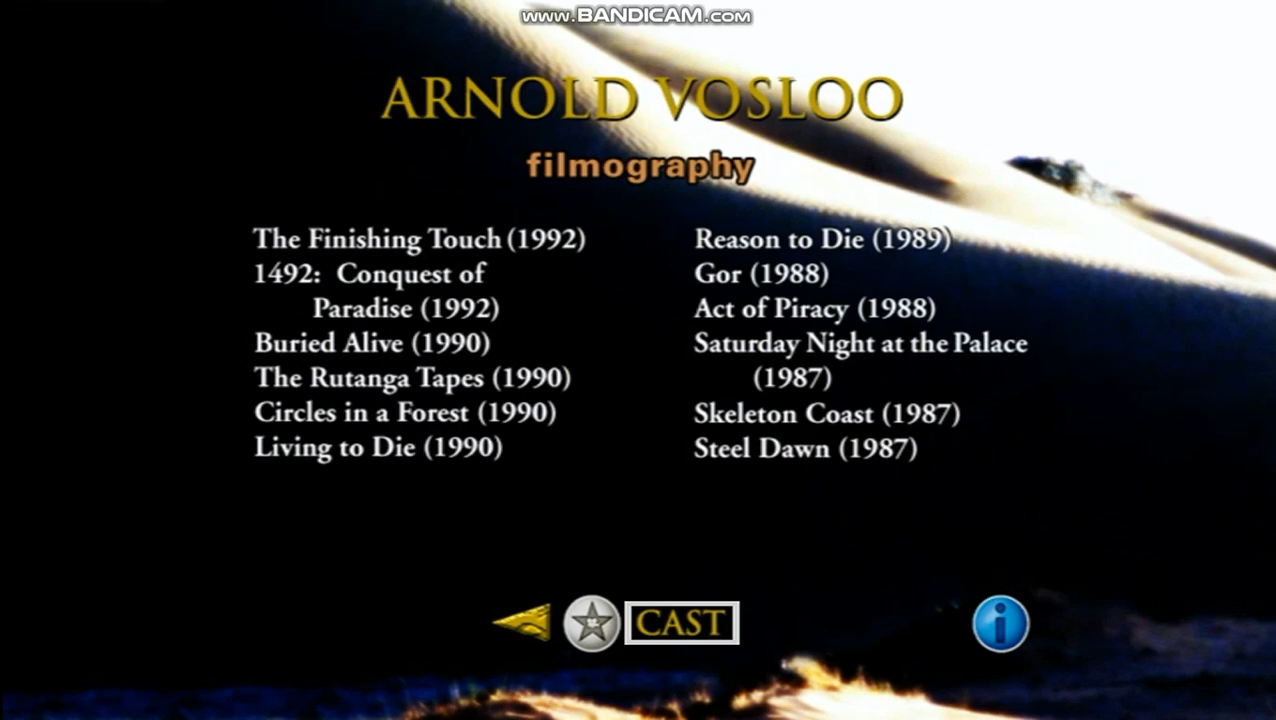 www.BANDICAM.com
ARNOLD VOSLOO
filmography
The Finishing Touch (1992)
1492: Conquest of
Paradise (1992)
Buried Alive (1990)
The Rutanga Tapes (1990)
Circles in a Forest (1990)
Living to Die (1990)
Reason to Die (1989)
Gor (1988)
Act of Piracy (1988)
Saturday Night at the Palace
(1987)
Skeleton Coast (1987)
Steel Dawn (1987)
CAST
i